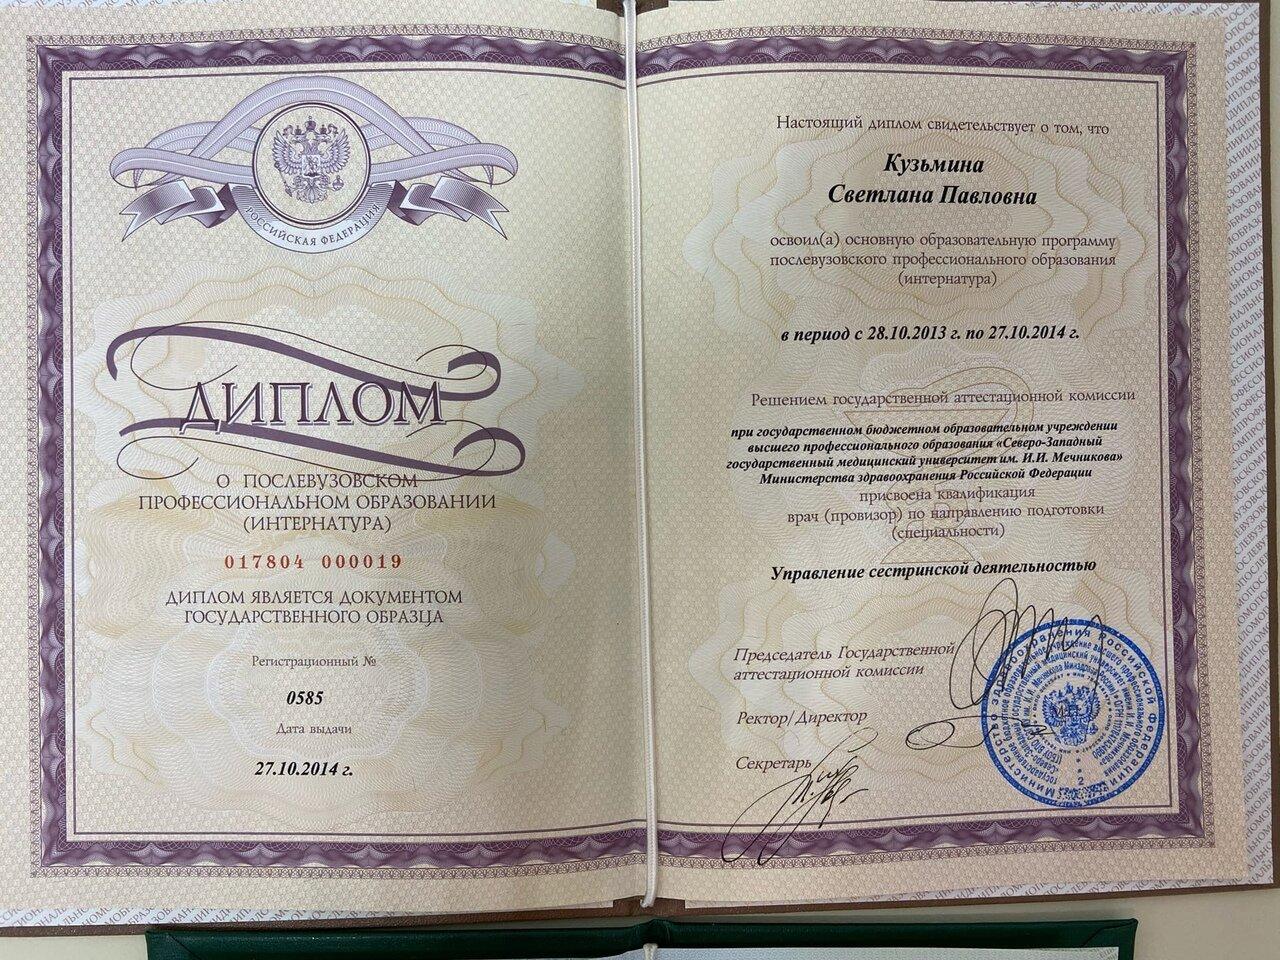 РОССИЙСКАЯ ФЕДЕРАЦИЯ
ДИПЛОМ
О ПОСЛЕВУЗОВСКОМ
ПРОФЕССИОНАЛЬНОМ ОБРАЗОВАНИИ
(ИНТЕРНАТУРА)
017804 000019
ДИПЛОМ ЯВЛЯЕТСЯ ДОКУМЕНТОМ
ГОСУДАРСТВЕННОГО ОБРАЗЦА
Регистрационный №
0585
Дата выдачи
27.10.2014 г.
Настоящий диплом свидетельствует о том, что
Кузьмина
Светлана Павловна
освоил(а) основную образовательную программу
послевузовского профессионального образования
(интернатура)
в период с 28.10.2013 г. по 27.10.2014 г.
Решением государственной аттестационной комиссии
при государственном бюджетном образовательном учреждении
высшего профессионального образования «Северо-Западный
государственный медицинский университет им. И.И. Мечникова»
Министерства здравоохранения Российской Федерации
присвоена квалификация
врач (провизор) по направлению подготовки
(специальности)
Управление сестринской деятельностью
Председатель Государственной
аттестационной комиссии
Ректор/Директор
Секретарь
М.П.
Министерство здравоохранения Российской Федерации